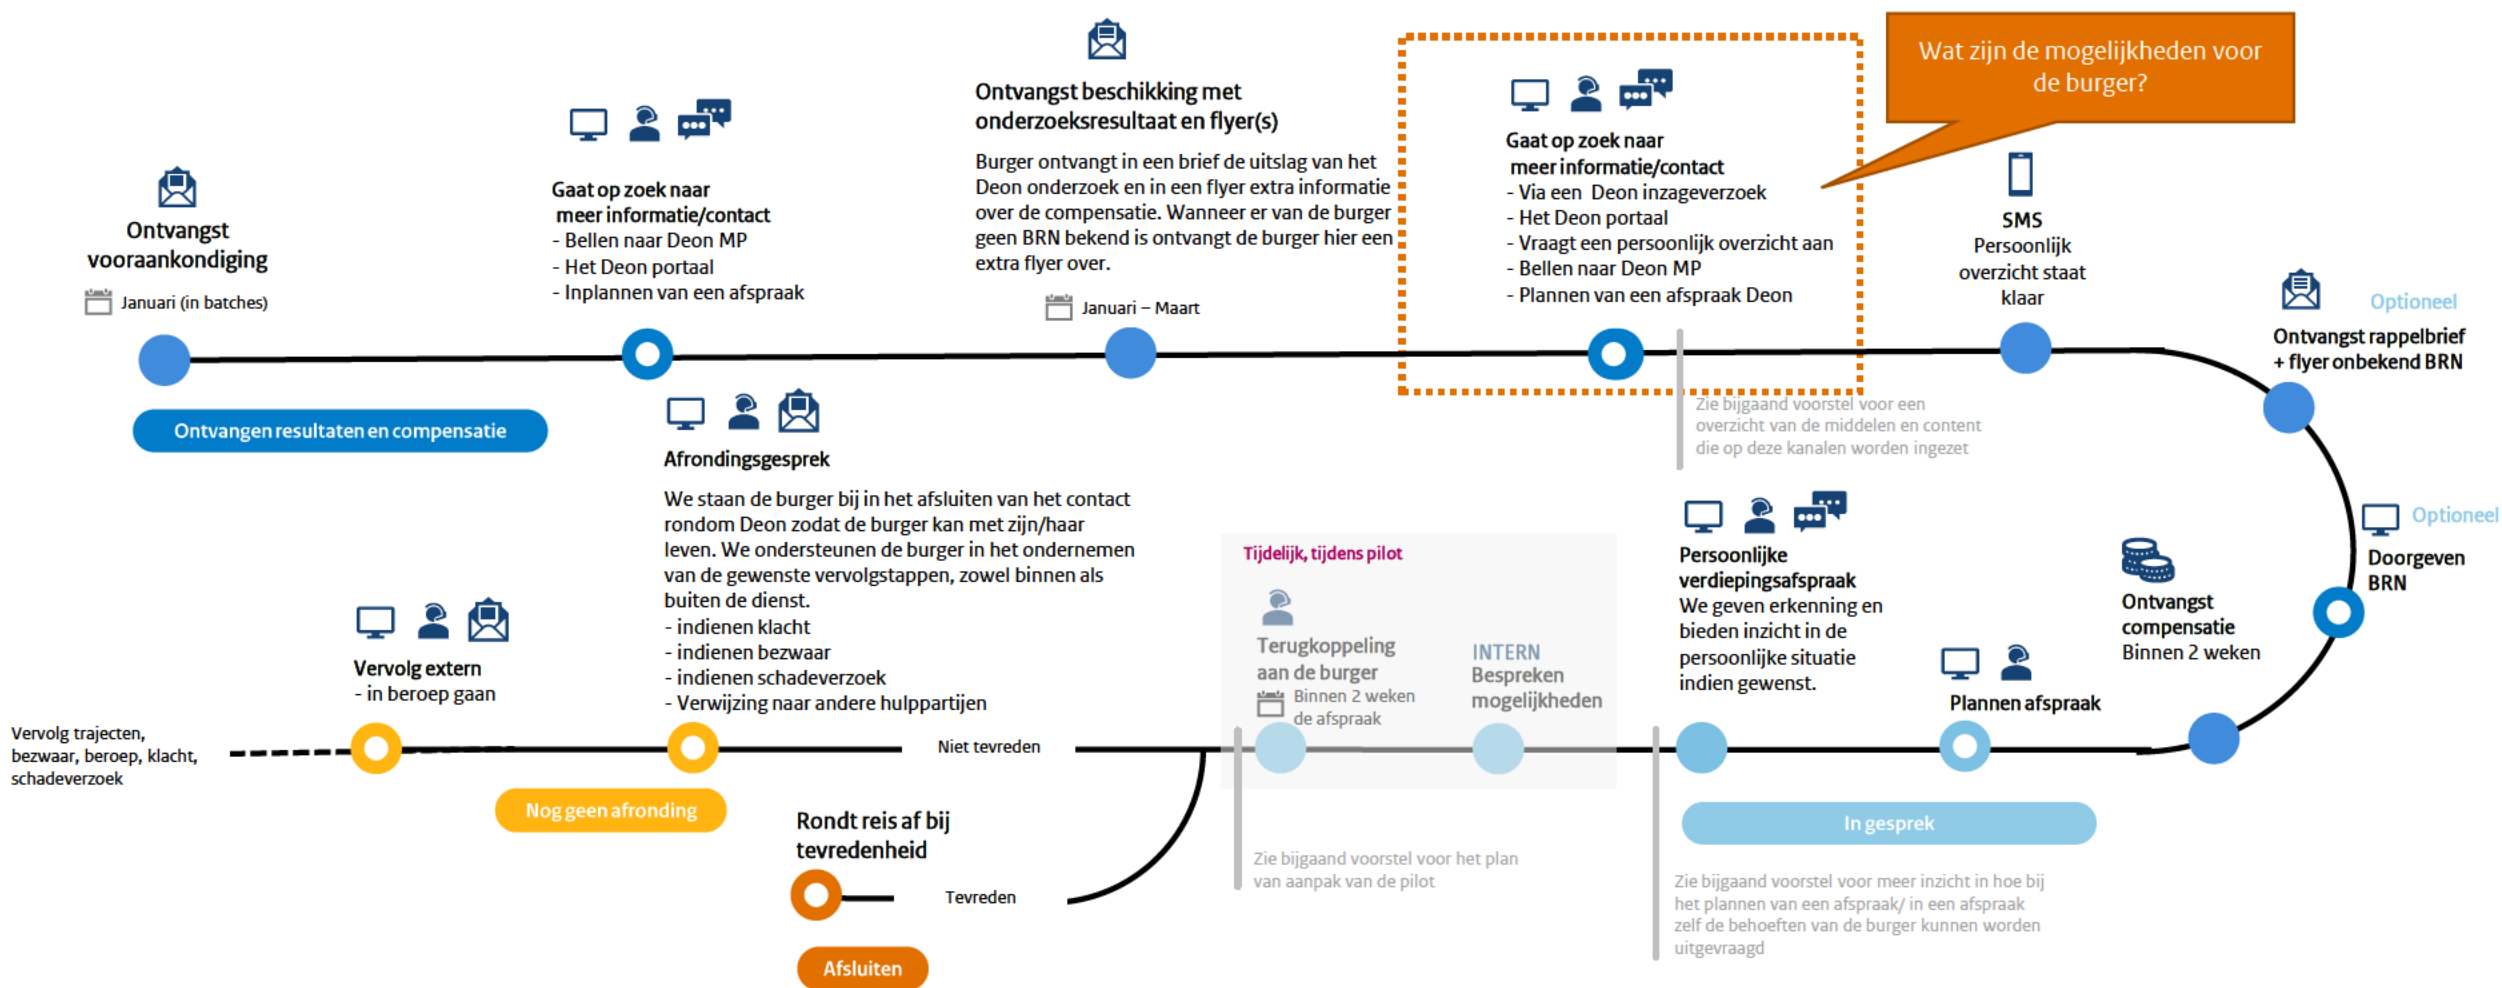 Wat zijn de mogelijkheden voor
de burger?
Ontvangst
vooraankondiging
Januari (in batches)
Gaat op zoek naar
meer informatie/contact
- Bellen naar Deon MP
- Het Deon portaal
- Inplannen van een afspraak
Ontvangst beschikking met
onderzoeksresultaat en flyer(s)
Burger ontvangt in een brief de uitslag van het
Deon onderzoek en in een flyer extra informatie
over de compensatie. Wanneer er van de burger
geen BRN bekend is ontvangt de burger hier een
extra flyer over.
Januari – Maart
Gaat op zoek naar
meer informatie/contact
- Via een Deon inzageverzoek
- Het Deon portaal
- Vraagt een persoonlijk overzicht aan
- Bellen naar Deon MP
- Plannen van een afspraak Deon
Zie bijgaand voorstel voor een
overzicht van de middelen en content
die op deze kanalen worden ingezet
SMS
Persoonlijk
overzicht staat
klaar
Optioneel
Ontvangst rappelbrief
+ flyer onbekend BRN
Optioneel
Doorgeven
BRN
Ontvangst
compensatie
Binnen 2 weken
Ontvangen resultaten en compensatie
Plannen afspraak
Persoonlijke
verdiepingsafspraak
We geven erkenning en
bieden inzicht in de
persoonlijke situatie
indien gewenst.
In gesprek
Zie bijgaand voorstel voor meer inzicht in hoe bij
het plannen van een afspraak/ in een afspraak
zelf de behoeften van de burger kunnen worden
uitgevraagd
Tijdelijk, tijdens pilot
INTERN
Bespreken
mogelijkheden
Terugkoppeling
aan de burger
Binnen 2 weken
de afspraak
Zie bijgaand voorstel voor het plan
van aanpak van de pilot
Niet tevreden
Tevreden
Rondt reis af bij
tevredenheid
Afsluiten
Afrondingsgesprek
We staan de burger bij in het afsluiten van het contact
rondom Deon zodat de burger kan met zijn/haar
leven. We ondersteunen de burger in het ondernemen
van de gewenste vervolgstappen, zowel binnen als
buiten de dienst.
- indienen klacht
- indienen bezwaar
- indienen schadeverzoek
- Verwijzing naar andere hulppartijen
Nog geen afronding
Vervolg extern
- in beroep gaan
Vervolg trajecten,
bezwaar, beroep, klacht,
schadeverzoek